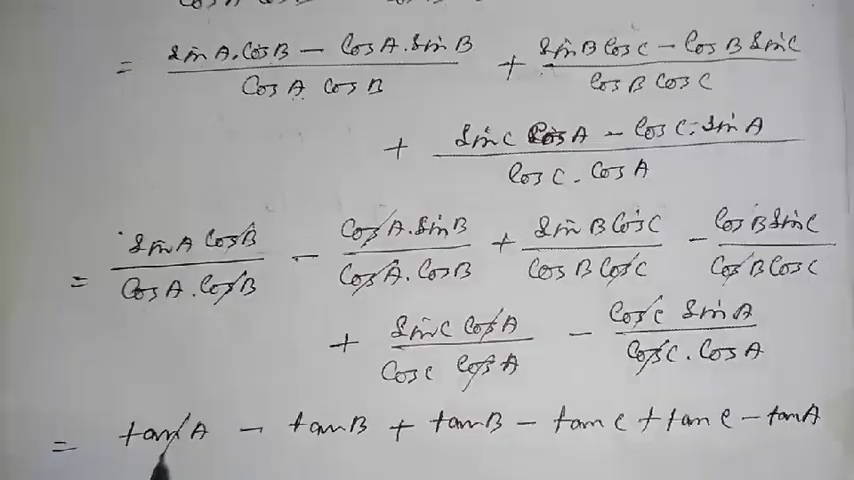 = (sin A. cos B - cos A. sin B) / (cos A cos B) + (sin B cos C - cos B sin C) / (cos B cos C)
+ (sin C cos A - cos C. sin A) / (cos C. cos A)
= (sin A cos B) / (cos A. cos B) - (cos A. sin B) / (cos A. cos B) + (sin B cos C) / (cos B cos C) - (cos B sin C) / (cos B cos C)
+ (sin C cos A) / (cos C cos A) - (cos C sin A) / (cos C. cos A)
= tan A - tan B + tan B - tan C + tan C - tan A